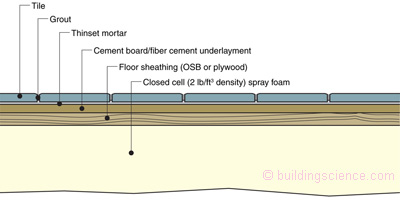 Tile
Grout
Thinset mortar
Cement board/fiber cement underlayment
Floor sheathing (OSB or plywood)
Closed cell (2 lb/ft³ density) spray foam
© buildingscience.com